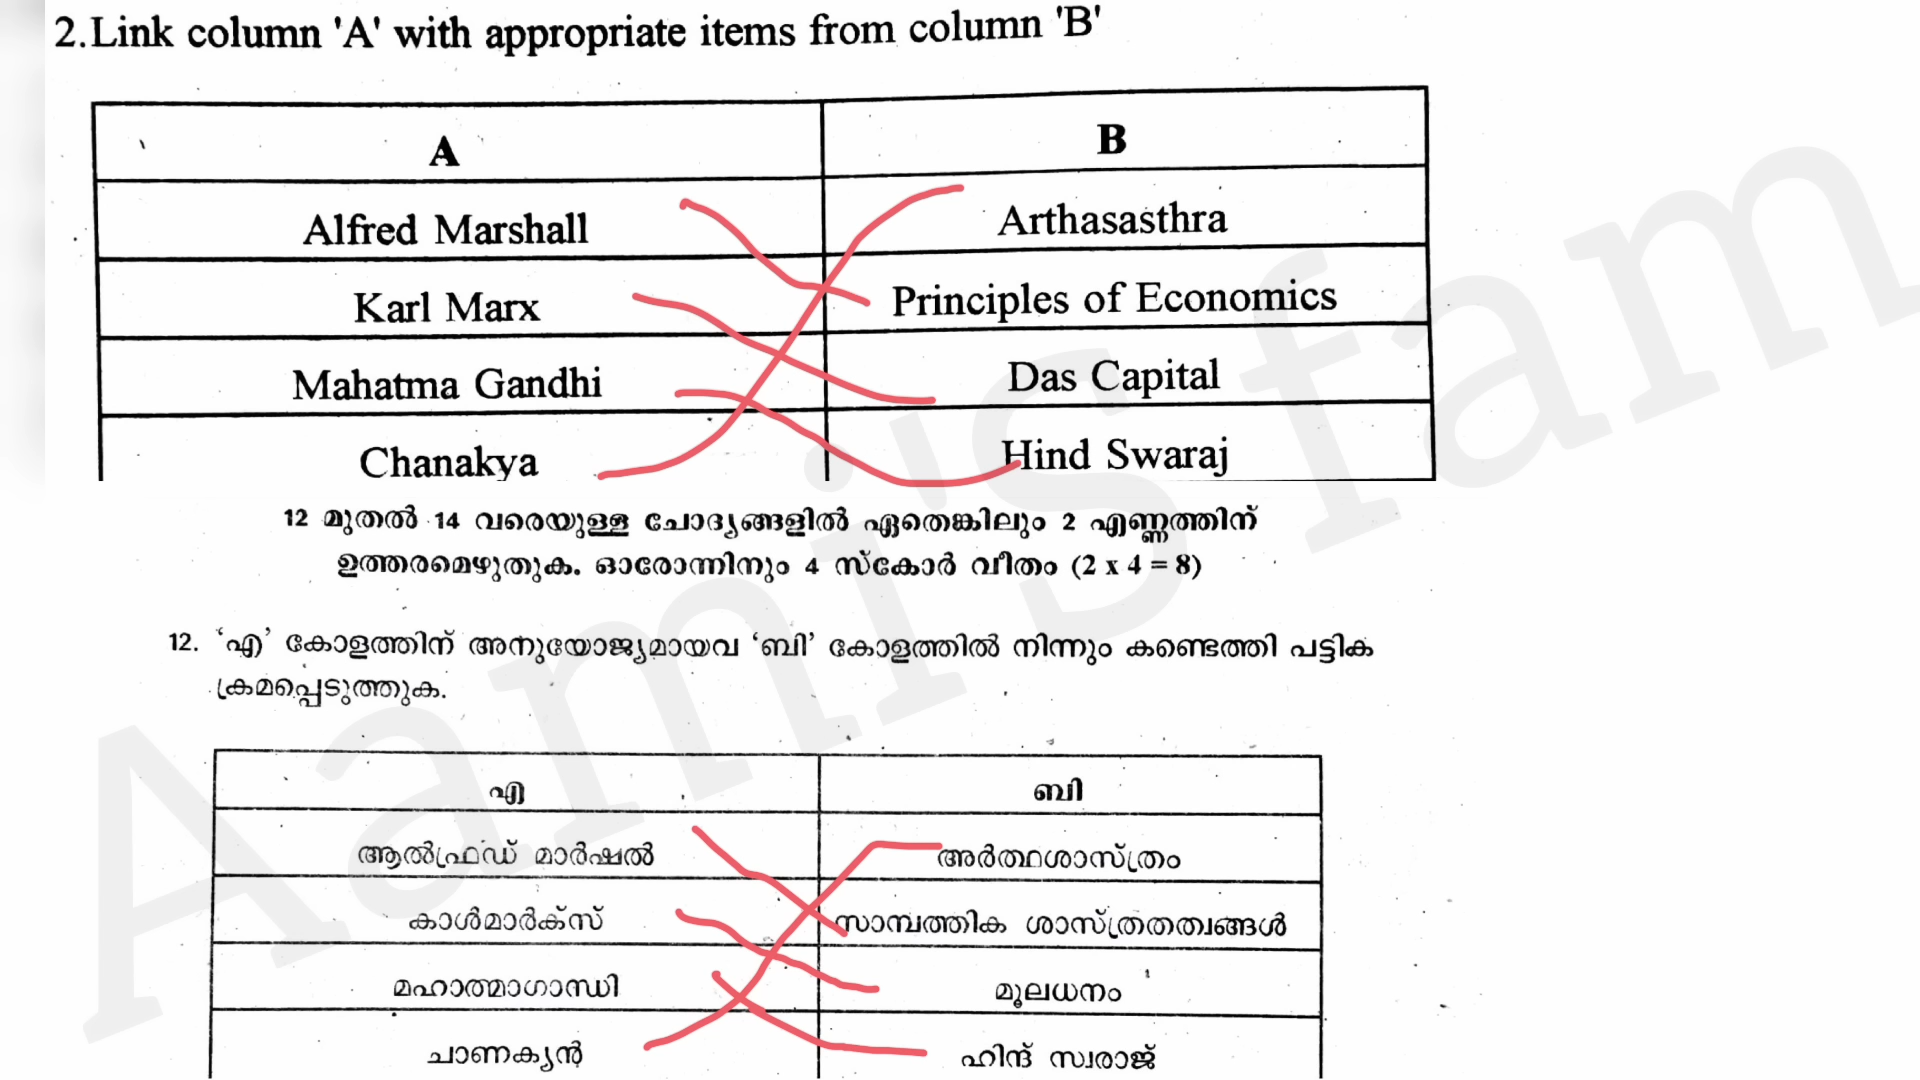 2. Link column 'A' with appropriate items from column 'B'
A B
Alfred Marshall Arthasasthra
Karl Marx Principles of Economics
Mahatma Gandhi Das Capital
Chanakya Hind Swaraj
12 മുതൽ 14 വരെയുള്ള ചോദ്യങ്ങളിൽ ഏതെങ്കിലും 2 എണ്ണത്തിന്
ഉത്തരമെഴുതുക. ഓരോന്നിനും 4 സ്കോർ വീതം (2 x 4 = 8)
12. ‘എ’ കോളത്തിന് അനുയോജ്യമായവ ‘ബി’ കോളത്തിൽ നിന്നും കണ്ടെത്തി പട്ടിക
ക്രമപ്പെടുത്തുക.
എ ബി
ആൽഫ്രഡ് മാർഷൽ അർത്ഥശാസ്ത്രം
കാൾമാർക്സ് സാമ്പത്തിക ശാസ്ത്രതത്വങ്ങൾ
മഹാത്മാഗാന്ധി മൂലധനം
ചാണക്യൻ ഹിന്ദ് സ്വരാജ്
Aami'S fam